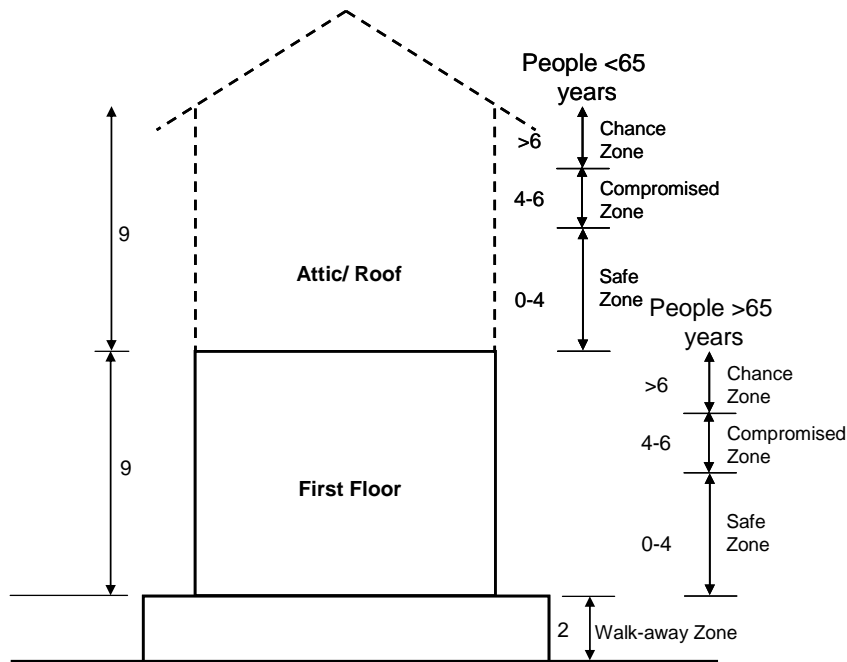 People <65
years
>6
Chance
Zone
4-6
Compromised
Zone
9
Attic/ Roof
0-4
Safe
Zone
People >65
years
>6
Chance
Zone
4-6
Compromised
Zone
9
First Floor
0-4
Safe
Zone
2
Walk-away Zone